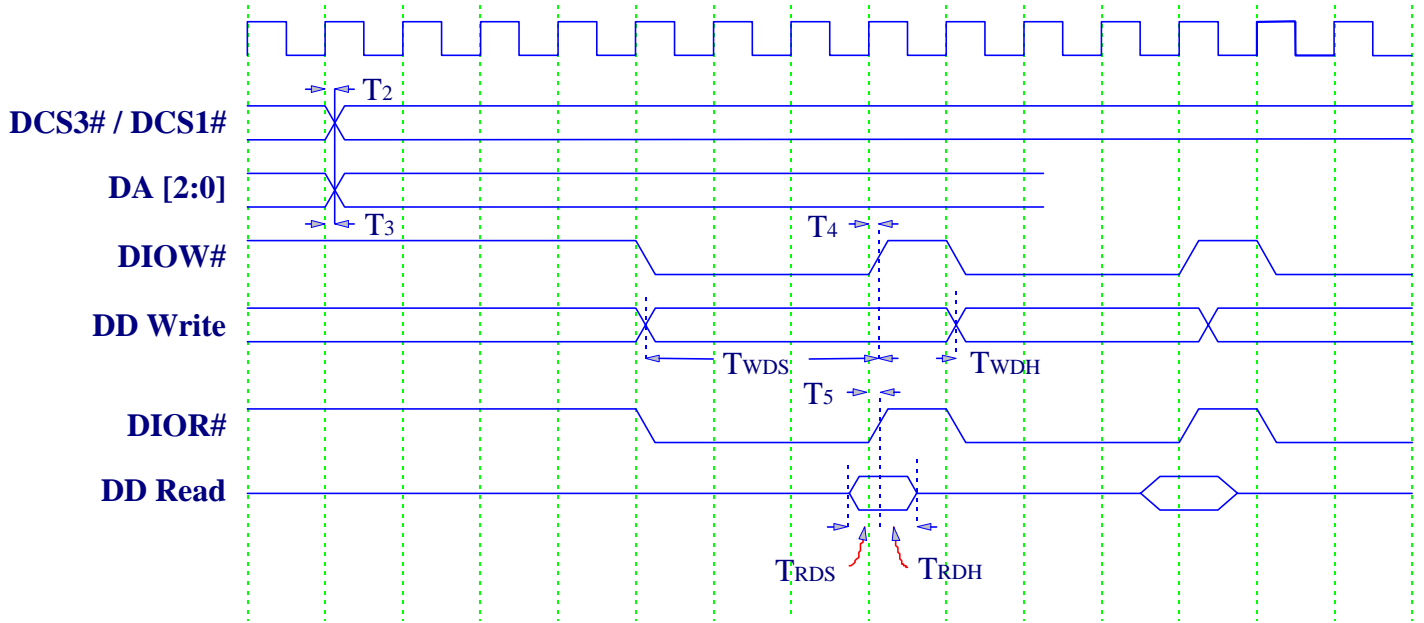 T2
DCS3# / DCS1#
DA [2:0]
T3
T4
DIOW#
DD Write
TWDS
TWDH
T5
DIOR#
DD Read
TRDS
TRDH